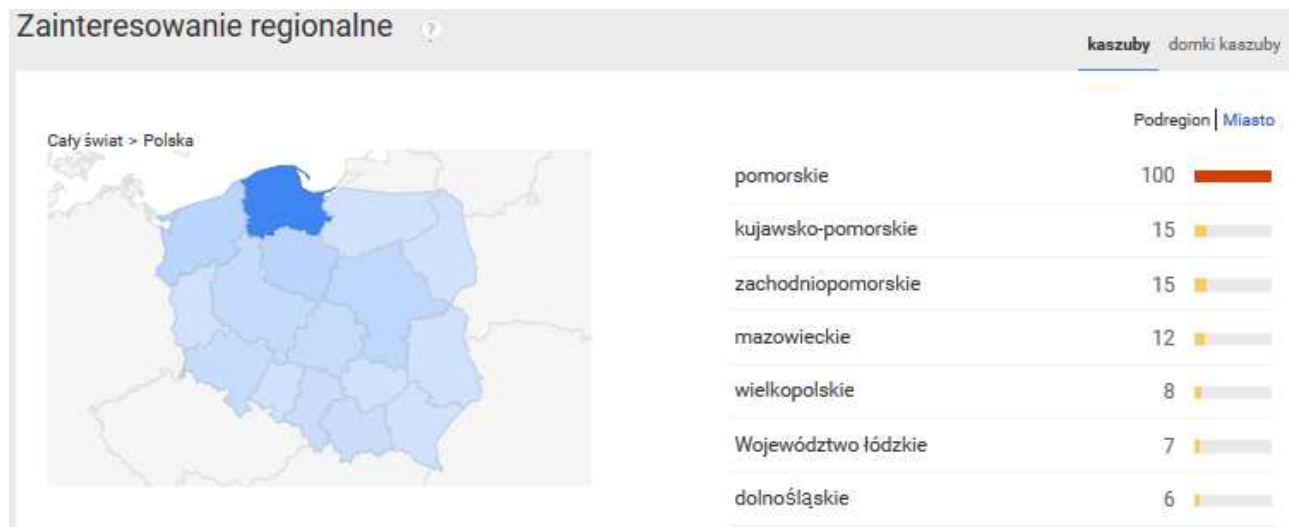 Zainteresowanie regionalne ?
kaszuby domki kaszuby
Podregion | Miasto
Cały świat > Polska
pomorskie 100
kujawsko-pomorskie 15
zachodniopomorskie 15
mazowieckie 12
wielkopolskie 8
Województwo łódzkie 7
dolnośląskie 6